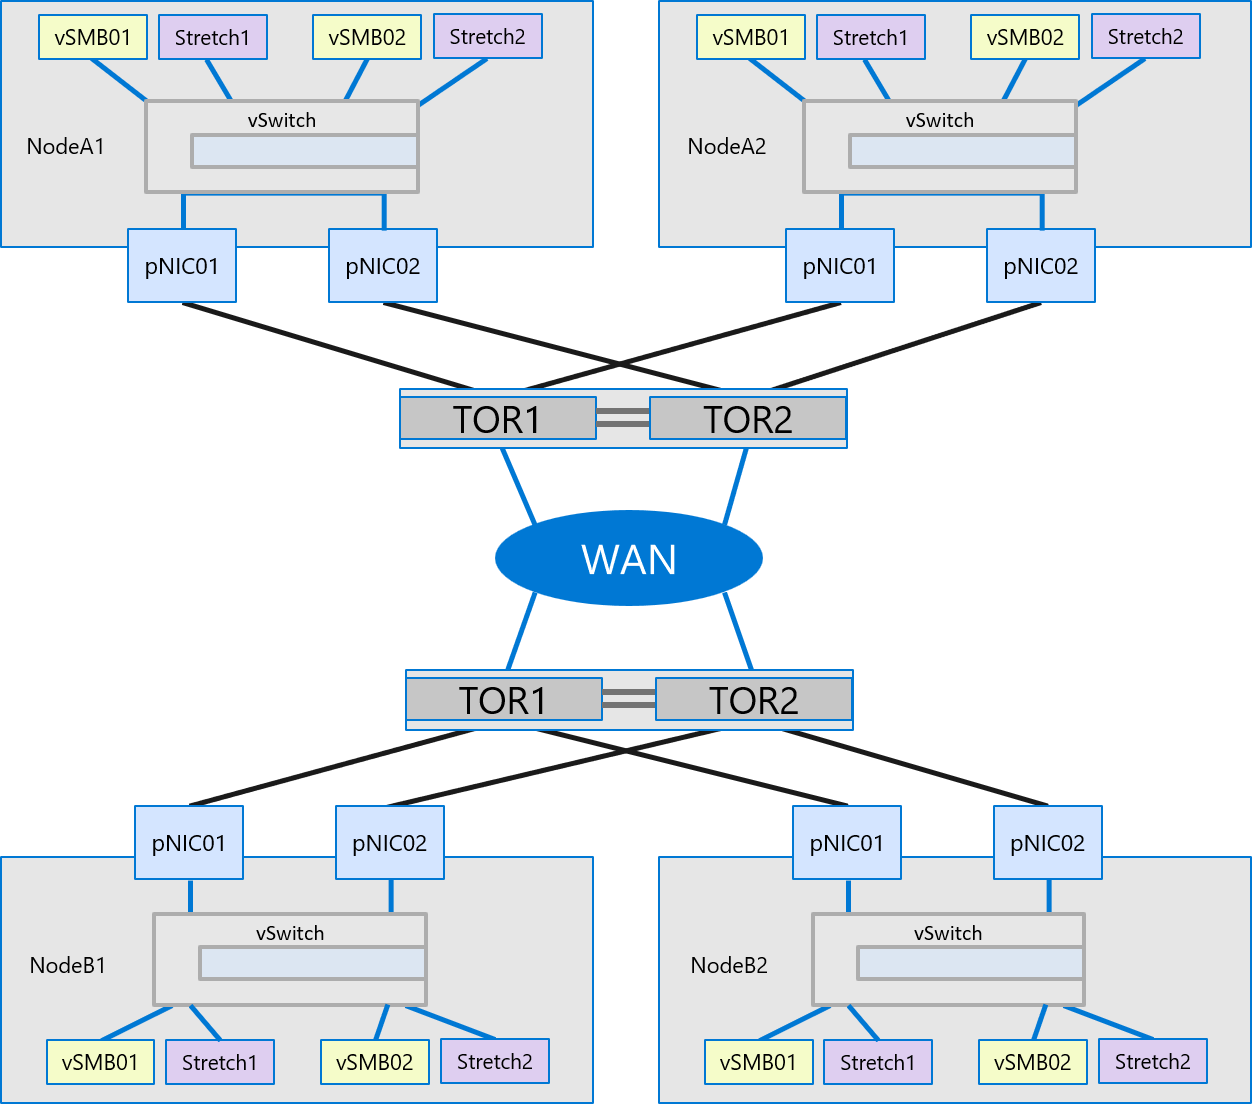 vSMB01
Stretch1
vSMB02
Stretch2
vSwitch
NodeA1
pNIC01
pNIC02
vSMB01
Stretch1
vSMB02
Stretch2
vSwitch
NodeA2
pNIC01
pNIC02
TOR1
TOR2
WAN
TOR1
TOR2
pNIC01
pNIC02
vSwitch
NodeB1
vSMB01
Stretch1
vSMB02
Stretch2
pNIC01
pNIC02
vSwitch
NodeB2
vSMB01
Stretch1
vSMB02
Stretch2